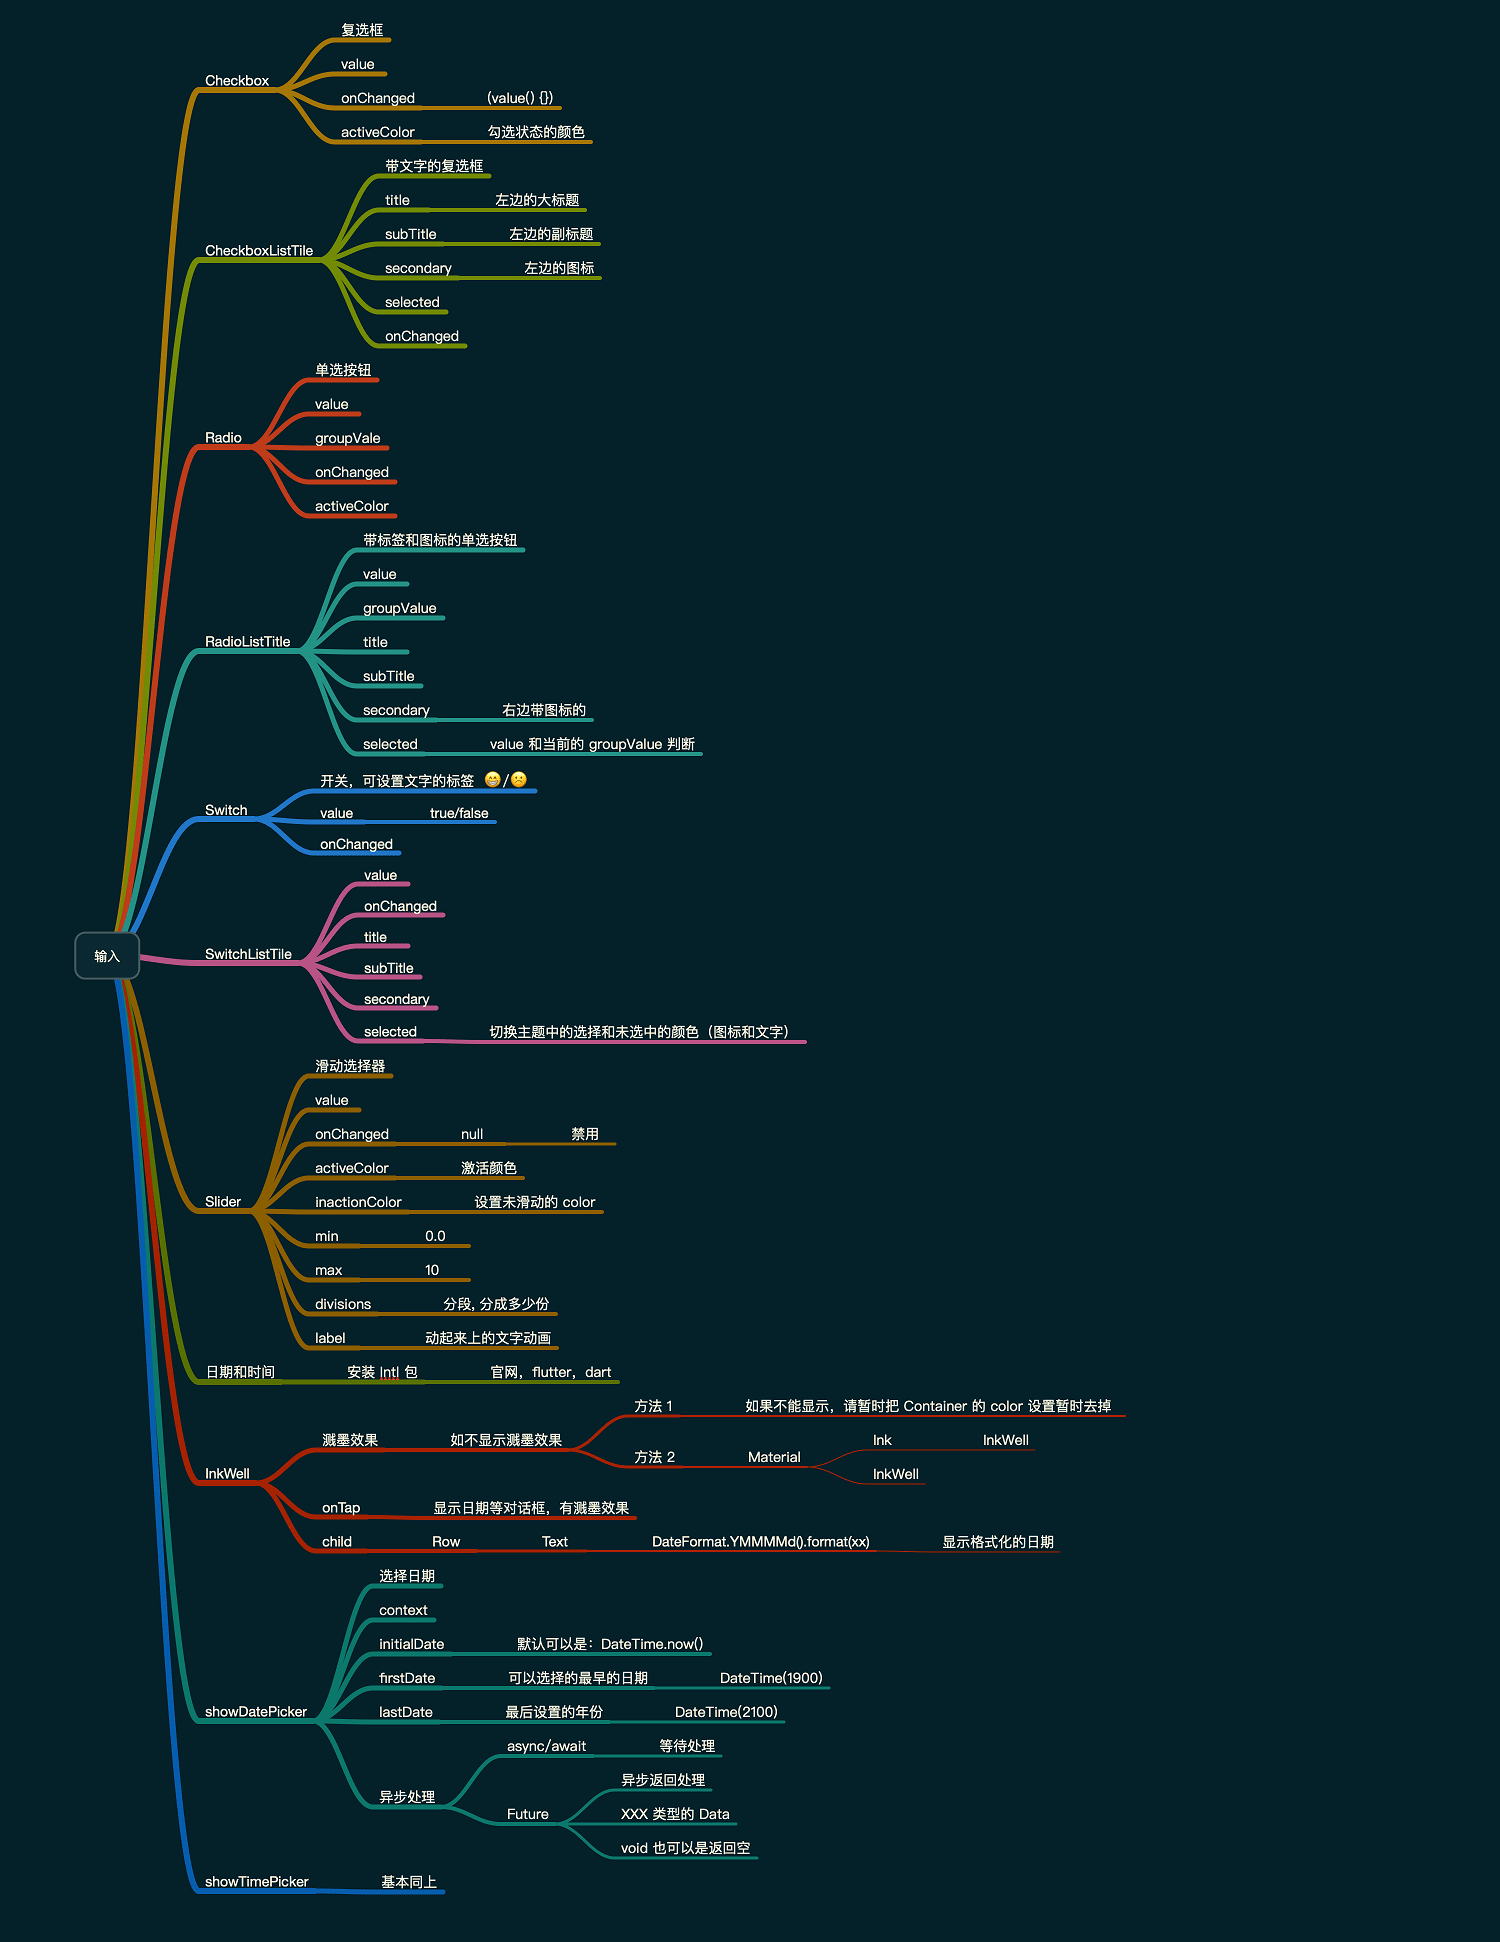 输入
Checkbox
复选框
value
onChanged
(value() {})
activeColor
勾选状态的颜色
CheckboxListTile
带文字的复选框
title
左边的大标题
subTitle
左边的副标题
secondary
左边的图标
selected
onChanged
Radio
单选按钮
value
groupVale
onChanged
activeColor
RadioListTitle
带标签和图标的单选按钮
value
groupValue
title
subTitle
secondary
右边带图标的
selected
value 和当前的 groupValue 判断
Switch
开关，可设置文字的标签 😁/☹️
value
true/false
onChanged
SwitchListTile
value
onChanged
title
subTitle
secondary
selected
切换主题中的选择和未选中的颜色（图标和文字）
Slider
滑动选择器
value
onChanged
null
禁用
activeColor
激活颜色
inactionColor
设置未滑动的 color
min
0.0
max
10
divisions
分段, 分成多少份
label
动起来上的文字动画
日期和时间
安装 Intl 包
官网，flutter，dart
InkWell
溅墨效果
如不显示溅墨效果
方法 1
如果不能显示，请暂时把 Container 的 color 设置暂时去掉
方法 2
Material
Ink
InkWell
InkWell
onTap
显示日期等对话框，有溅墨效果
child
Row
Text
DateFormat.YMMMMd().format(xx)
显示格式化的日期
showDatePicker
选择日期
context
initialDate
默认可以是：DateTime.now()
firstDate
可以选择的最早的日期
DateTime(1900)
lastDate
最后设置的年份
DateTime(2100)
异步处理
async/await
等待处理
Future
异步返回处理
XXX 类型的 Data
void 也可以是返回空
showTimePicker
基本同上